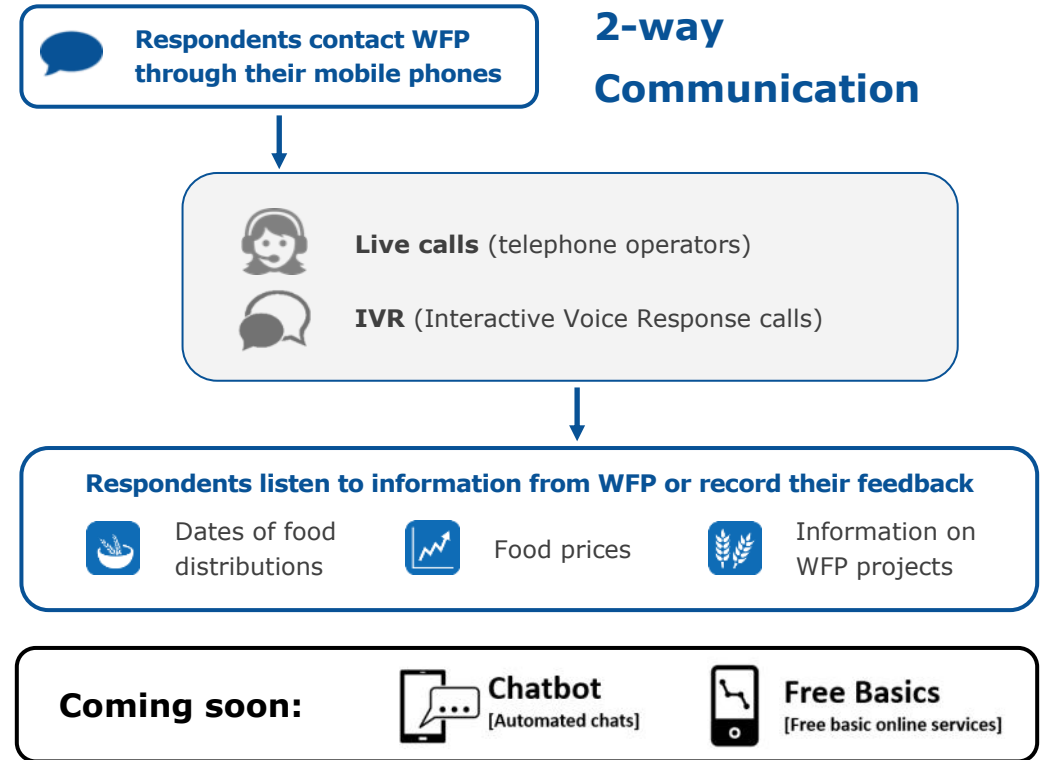 Respondents contact WFP
through their mobile phones
2-way
Communication
Live calls (telephone operators)
IVR (Interactive Voice Response calls)
Respondents listen to information from WFP or record their feedback
Dates of food
distributions
Food prices
Information on
WFP projects
Coming soon:
Chatbot
[Automated chats]
Free Basics
[Free basic online services]